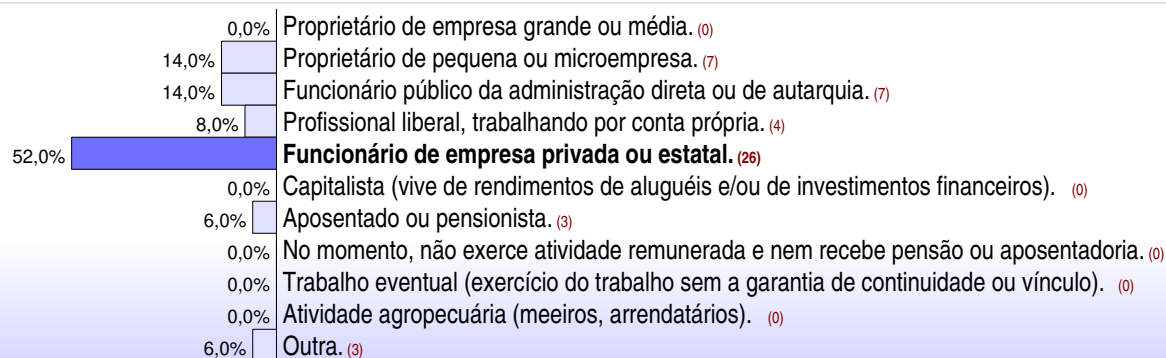 0,0% Proprietário de empresa grande ou média. (0)
14,0% Proprietário de pequena ou microempresa. (7)
14,0% Funcionário público da administração direta ou de autarquia. (7)
8,0% Profissional liberal, trabalhando por conta própria. (4)
52,0% Funcionário de empresa privada ou estatal. (26)
0,0% Capitalista (vive de rendimentos de aluguéis e/ou de investimentos financeiros). (0)
6,0% Aposentado ou pensionista. (3)
0,0% No momento, não exerce atividade remunerada e nem recebe pensão ou aposentadoria. (0)
0,0% Trabalho eventual (exercício do trabalho sem a garantia de continuidade ou vínculo). (0)
0,0% Atividade agropecuária (meeiros, arrendatários). (0)
6,0% Outra. (3)